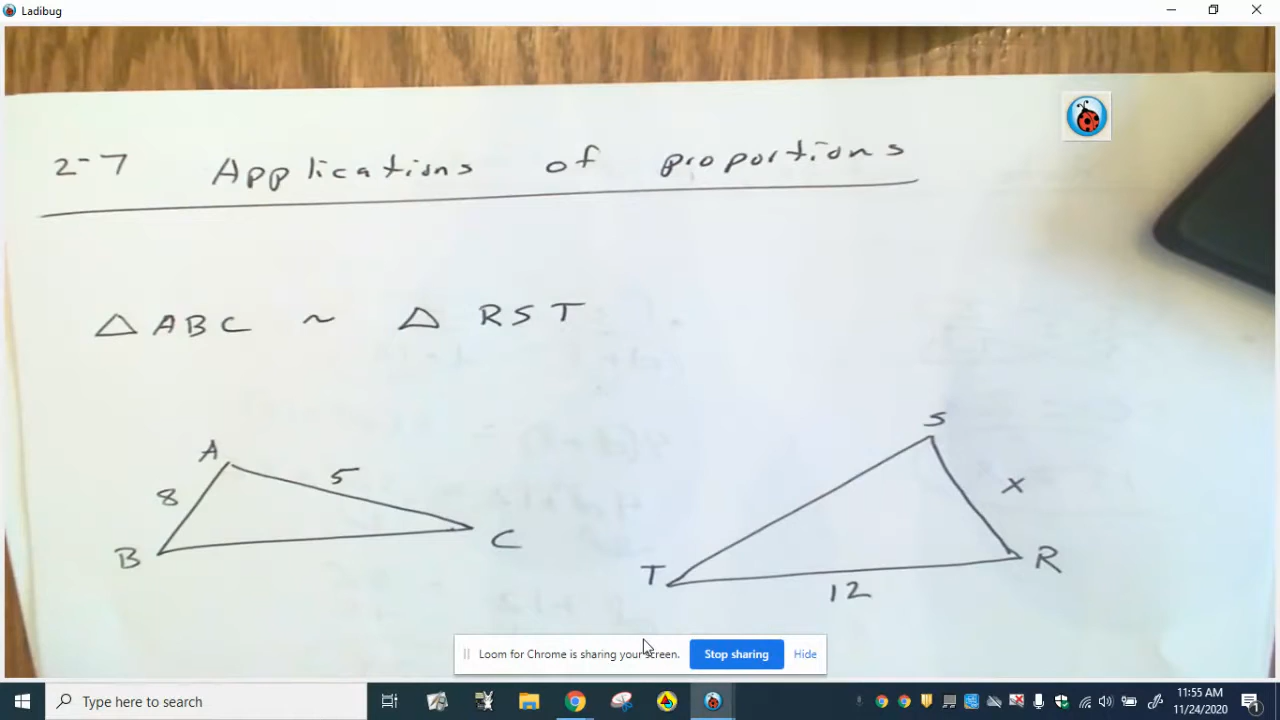 Ladibug
2-7 Applications of proportions
△ABC ~ △RST
S
A
5
8
x
B
C
T
R
12
Loom for Chrome is sharing your screen. Stop sharing Hide
Type here to search
11:55 AM
11/24/2020
1